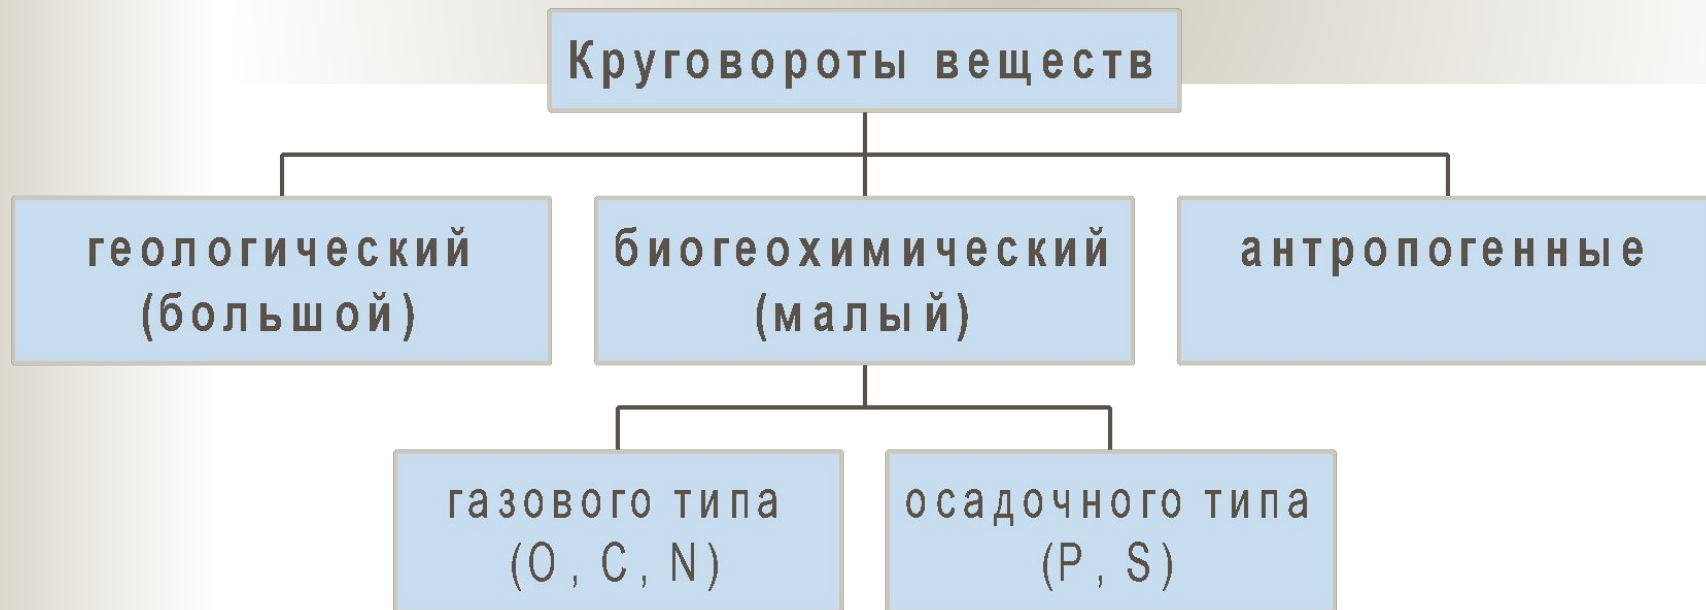 Круговороты веществ
геологический
(большой)
биогеохимический
(малый)
антропогенные
газового типа
(О, С, N)
осадочного типа
(P, S)